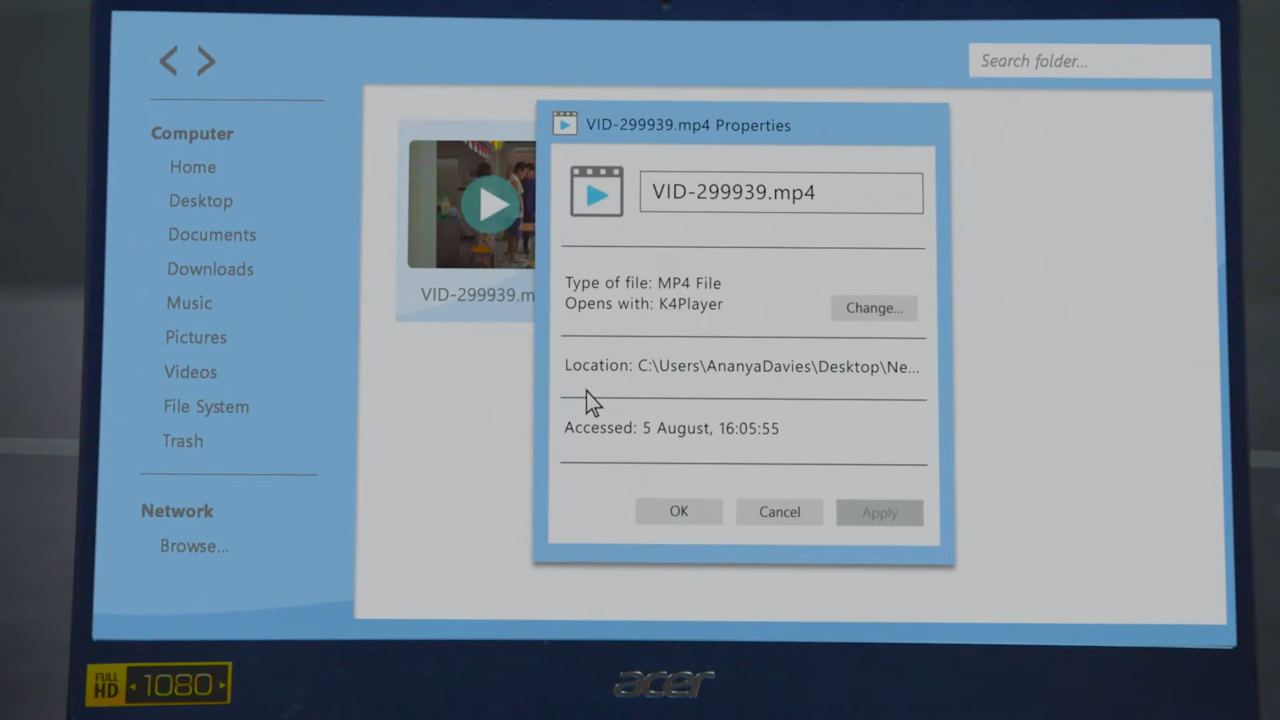 < >
Search folder...
Computer
Home
Desktop
Documents
Downloads
Music
Pictures
Videos
File System
Trash
Network
Browse...
VID-299939.m
VID-299939.mp4 Properties
VID-299939.mp4
Type of file: MP4 File
Opens with: K4Player
Change...
Location: C:\Users\AnanyaDavies\Desktop\Ne...
Accessed: 5 August, 16:05:55
OK
Cancel
Apply
FULL HD 1080
acer